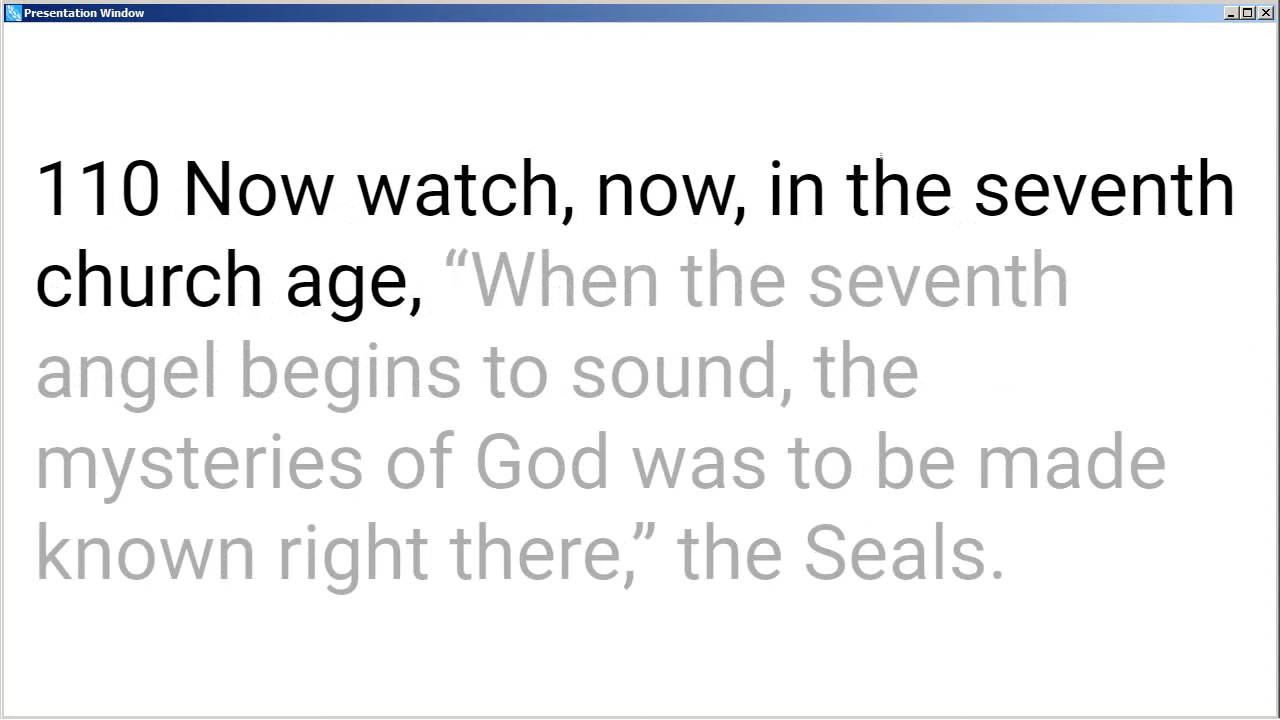 Presentation Window
110 Now watch, now, in the seventh
church age, “When the seventh
angel begins to sound, the
mysteries of God was to be made
known right there,” the Seals.